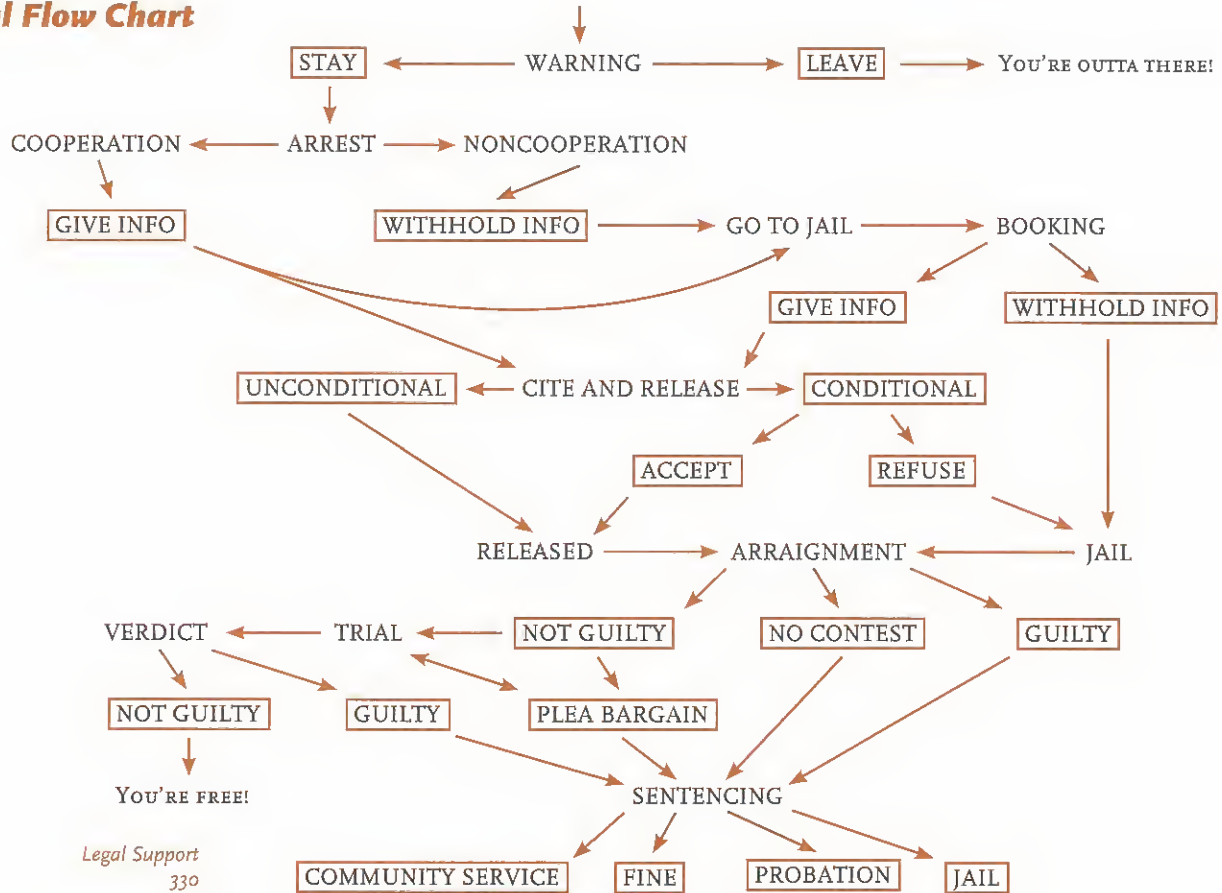 l Flow Chart
STAY WARNING LEAVE YOU'RE OUTTA THERE!
COOPERATION ARREST NONCOOPERATION
GIVE INFO WITHHOLD INFO GO TO JAIL BOOKING
GIVE INFO WITHHOLD INFO
UNCONDITIONAL CITE AND RELEASE CONDITIONAL
ACCEPT REFUSE
RELEASED ARRAIGNMENT JAIL
VERDICT TRIAL NOT GUILTY NO CONTEST GUILTY
NOT GUILTY GUILTY PLEA BARGAIN
YOU'RE FREE! SENTENCING
Legal Support
330
COMMUNITY SERVICE FINE PROBATION JAIL